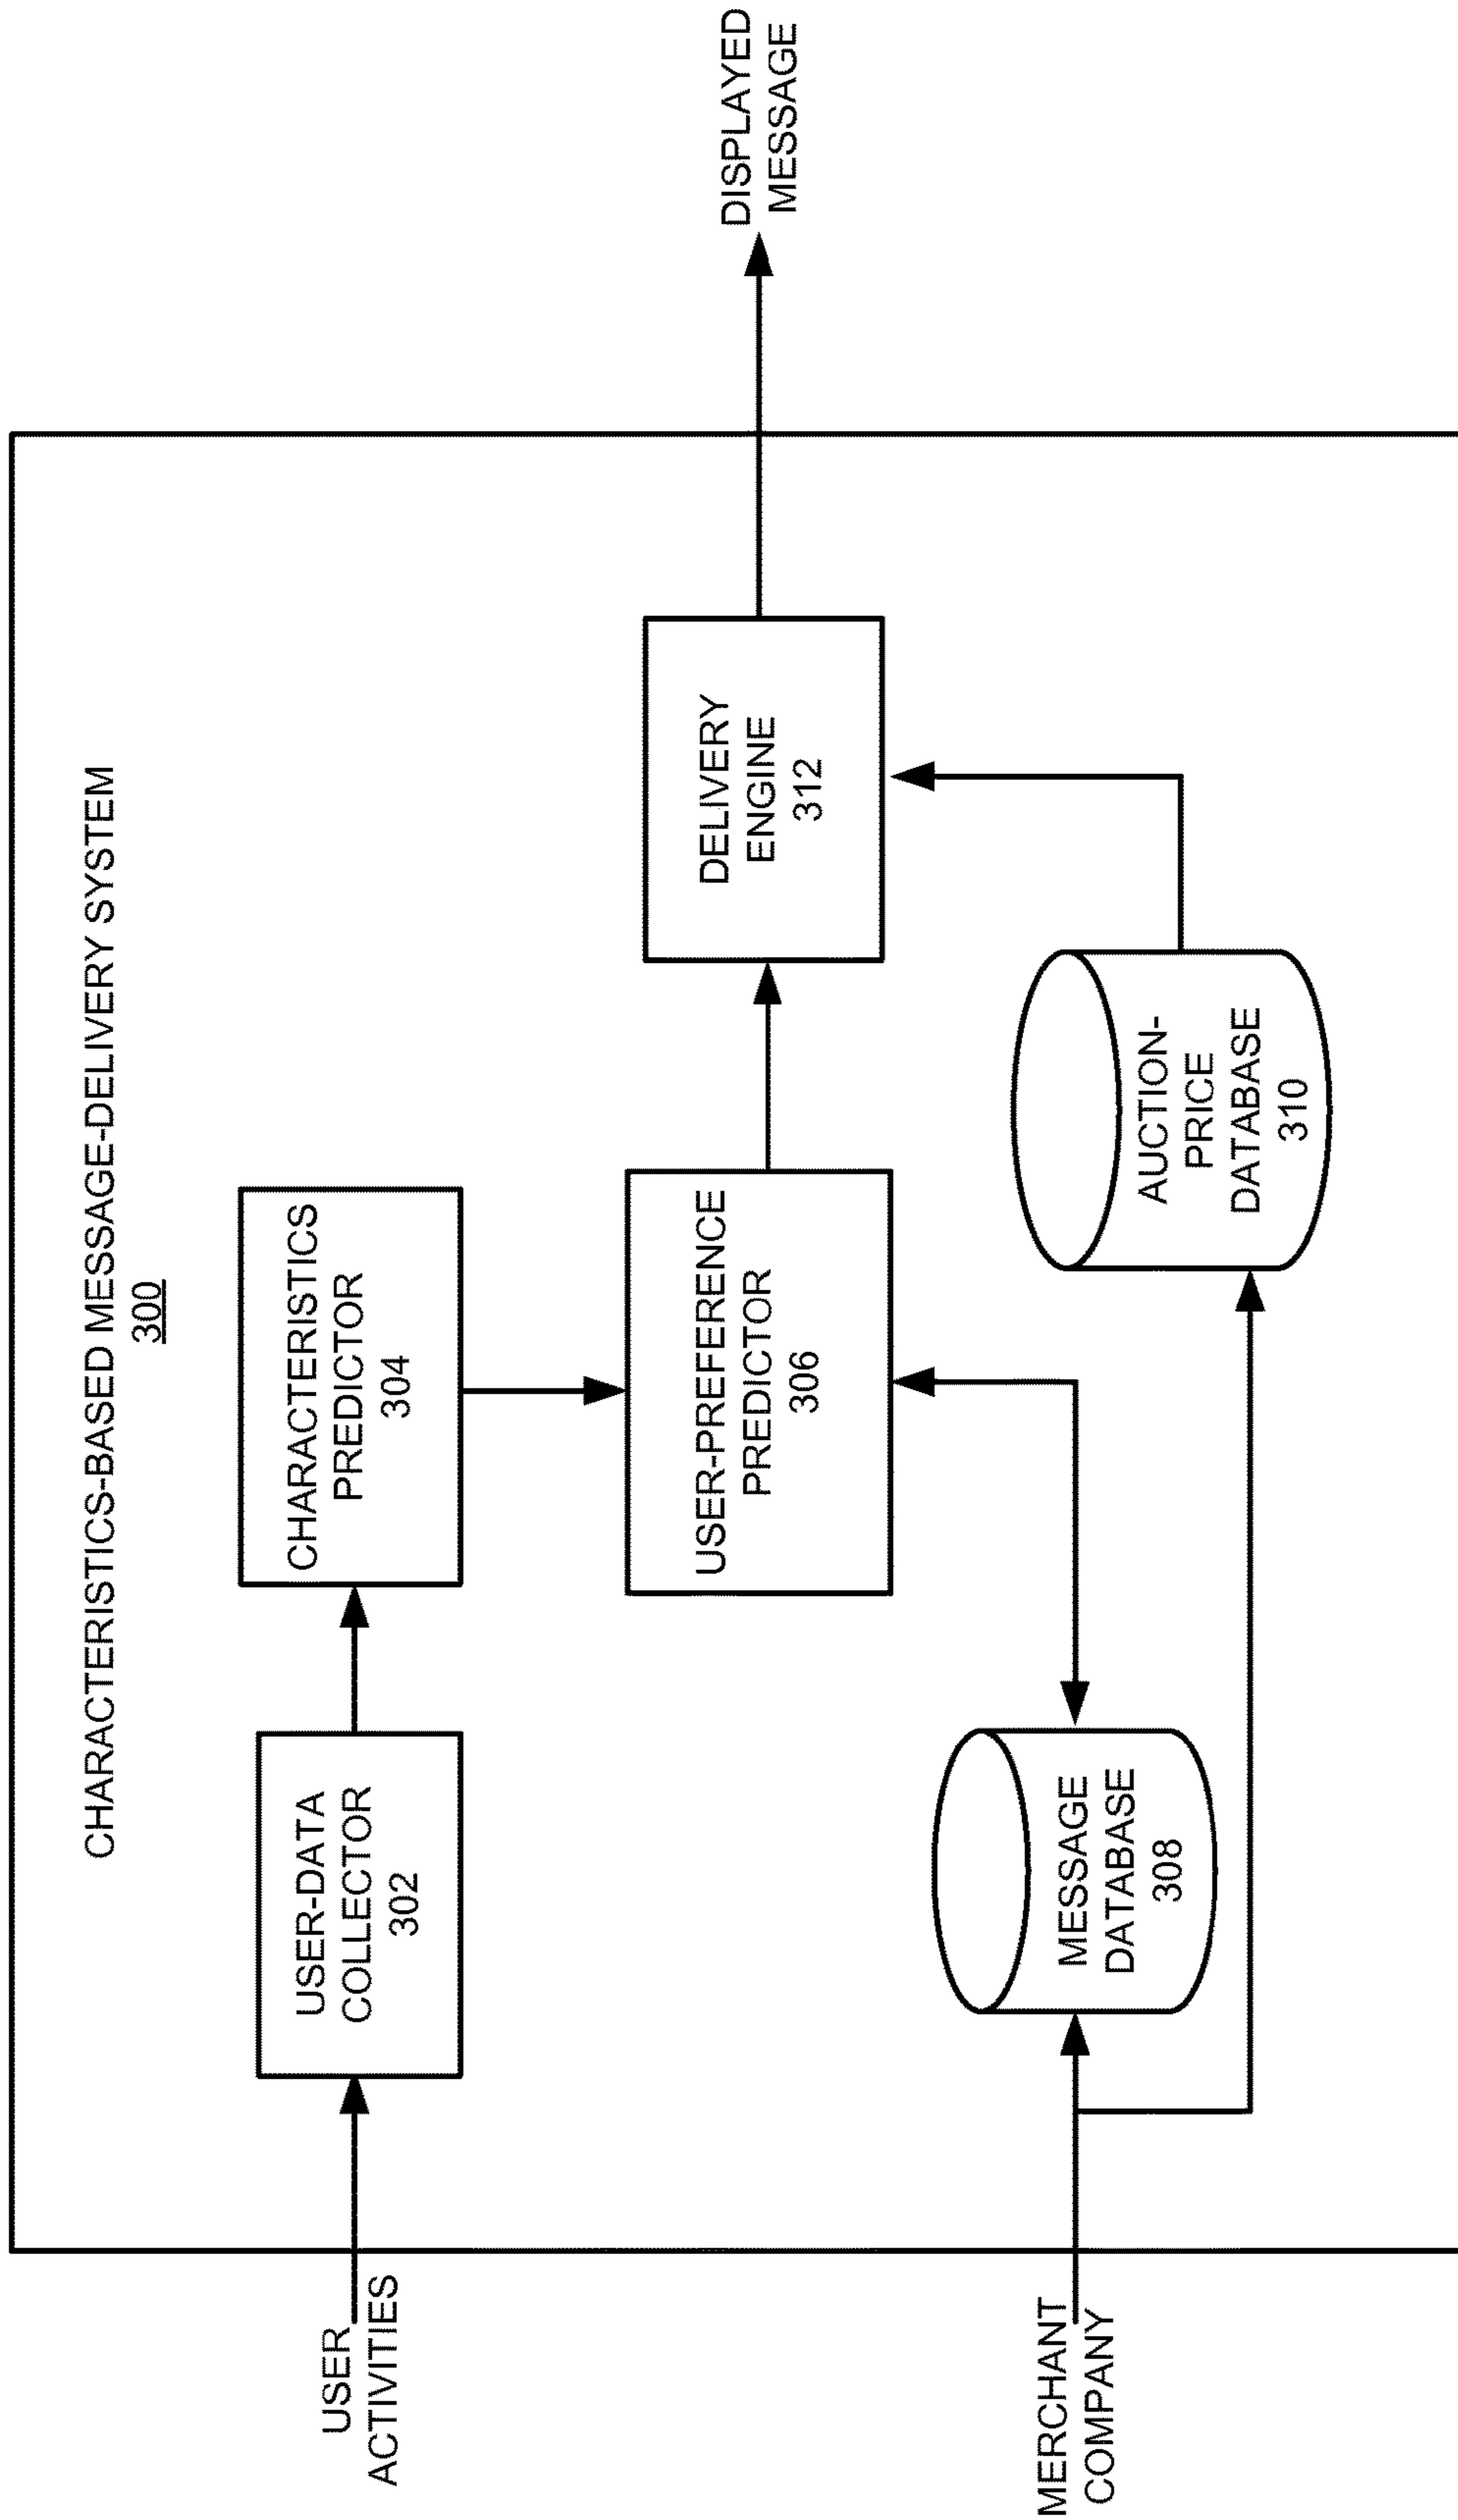 CHARACTERISTICS-BASED MESSAGE-DELIVERY SYSTEM
300
USER
ACTIVITIES
USER-DATA
COLLECTOR
302
CHARACTERISTICS
PREDICTOR
304
USER-PREFERENCE
PREDICTOR
306
DELIVERY
ENGINE
312
DISPLAYED
MESSAGE
MERCHANT
COMPANY
MESSAGE
DATABASE
308
AUCTION-
PRICE
DATABASE
310